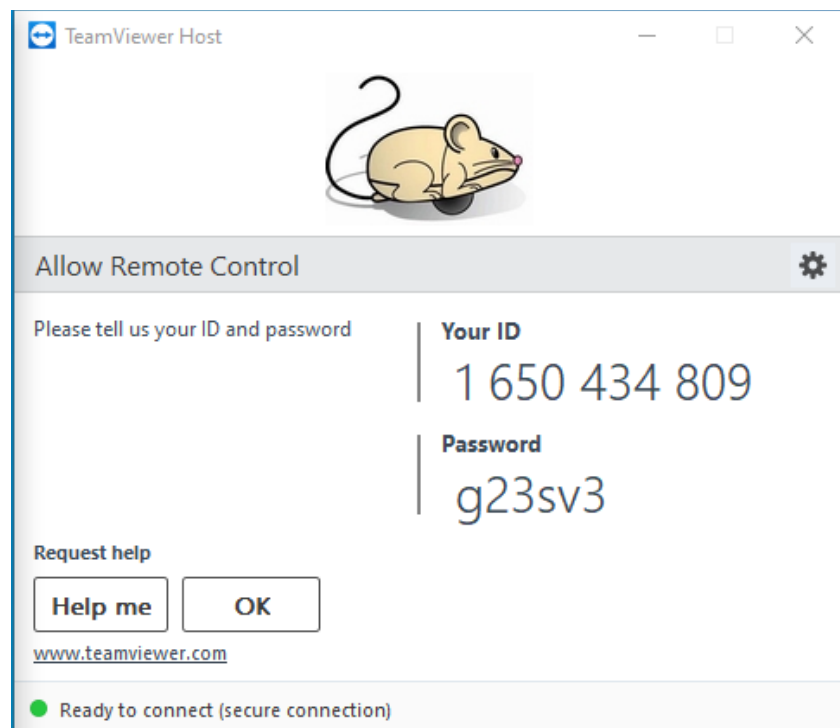 TeamViewer Host
Allow Remote Control
Please tell us your ID and password
Your ID
1 650 434 809
Password
g23sv3
Request help
Help me
OK
www.teamviewer.com
Ready to connect (secure connection)